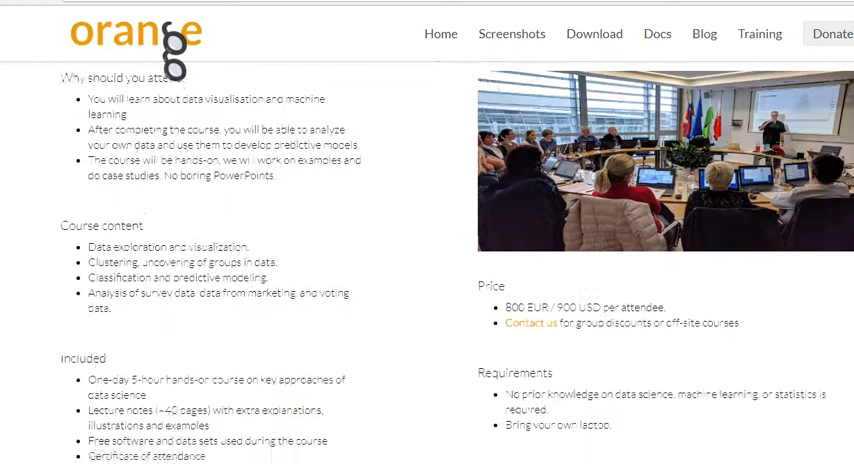 orange
Home Screenshots Download Docs Blog Training Donate
Why should you attend
You will learn about data visualisation and machine
learning
After completing the course, you will be able to analyze
your own data and use them to develop predictive models.
The course will be hands-on, we will work on examples and
do case studies. No boring PowerPoints.
Course content
Data exploration and visualization.
Clustering, uncovering of groups in data.
Classification and predictive modeling.
Analysis of survey data, data from marketing, and voting
data.
Included
One-day 5-hour hands-on course on key approaches of
data science
Lecture notes (~40 pages) with extra explanations,
illustrations and examples
Free software and data sets used during the course
Certificate of attendance
Price
800 EUR / 900 USD per attendee.
Contact us for group discounts or off-site courses
Requirements
No prior knowledge on data science, machine learning, or statistics is
required.
Bring your own laptop.